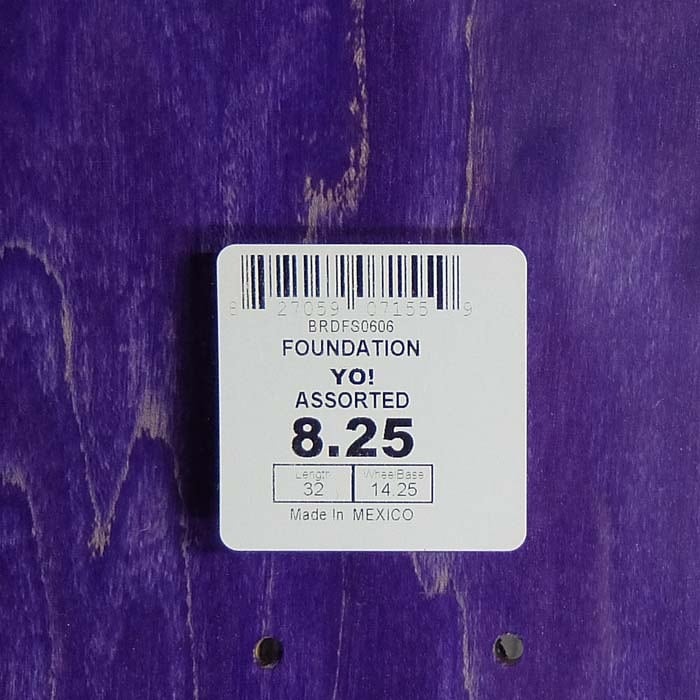 8 27059 07155 9
BRDFS0606
FOUNDATION
YO!
ASSORTED
8.25
Length WheelBase
32 14.25
Made In MEXICO